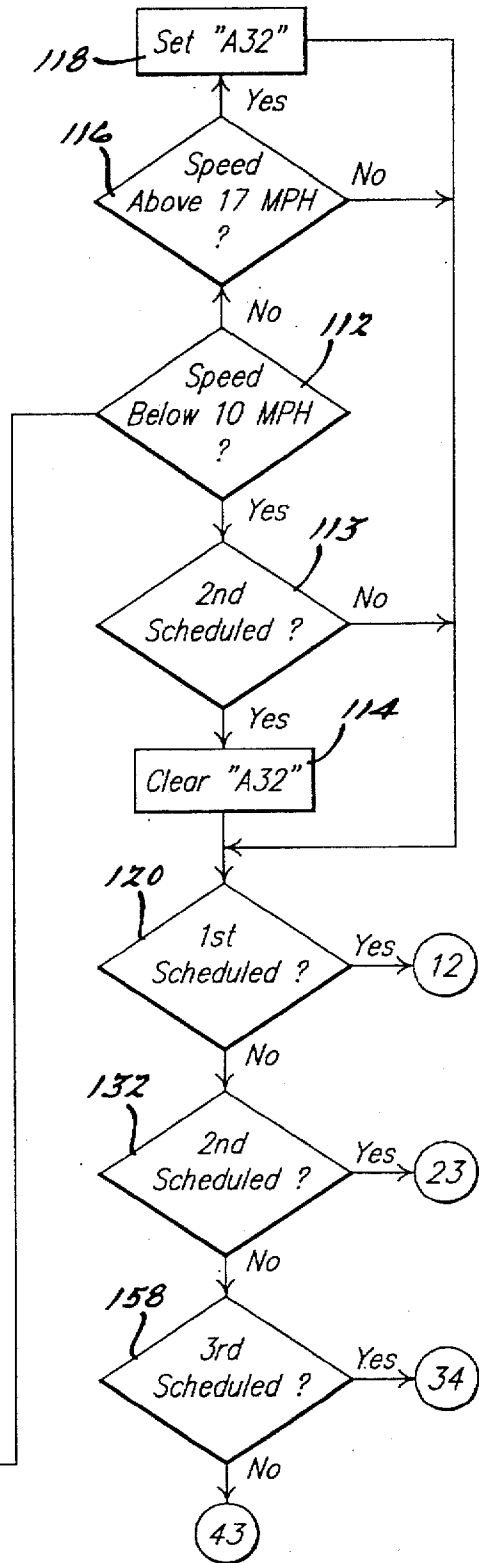 Set "A32"
118
Yes
116
Speed
Above 17 MPH
?
No
No
112
Speed
Below 10 MPH
?
Yes
113
2nd
Scheduled ?
No
Yes
114
Clear "A32"
120
1st
Scheduled ?
Yes
12
No
132
2nd
Scheduled ?
Yes
23
No
158
3rd
Scheduled ?
Yes
34
No
43